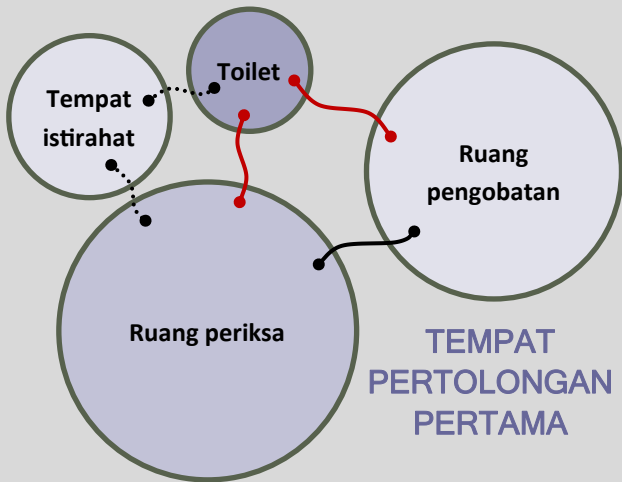 Toilet
Tempat
istirahat
Ruang
pengobatan
Ruang periksa
TEMPAT
PERTOLONGAN
PERTAMA